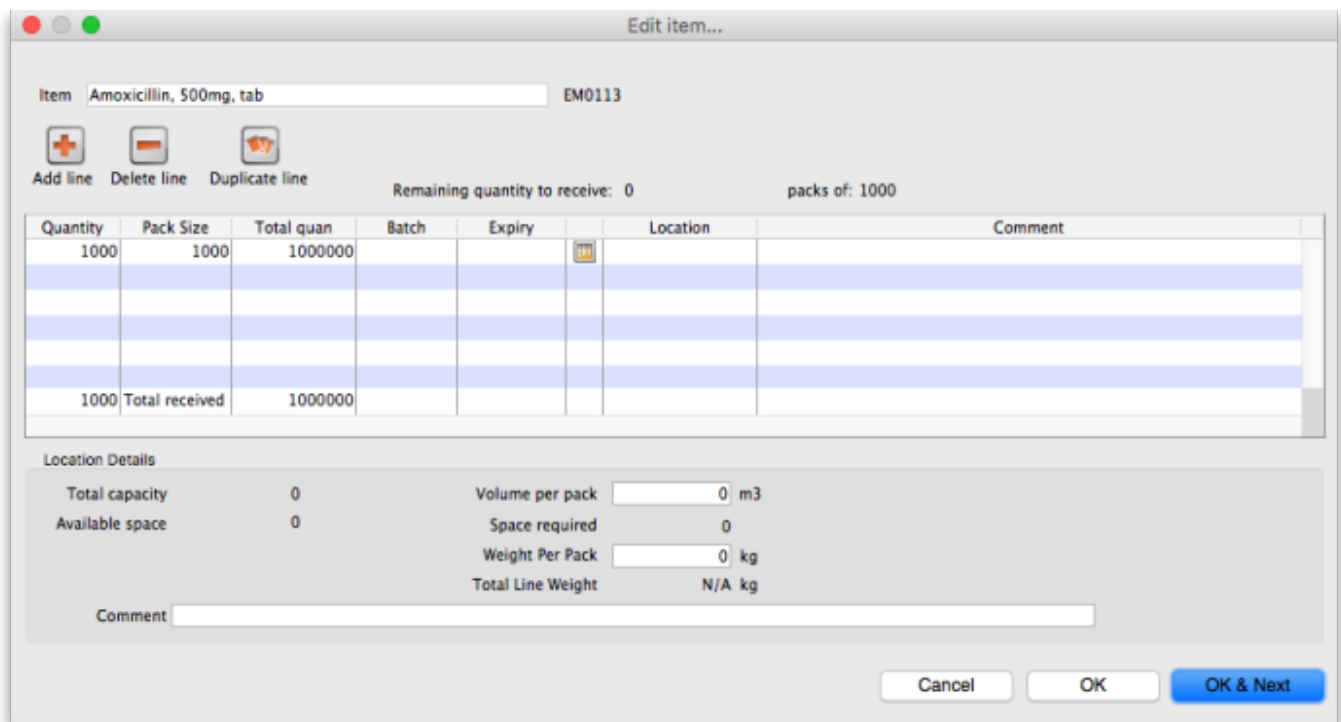 Edit item...
Item Amoxicillin, 500mg, tab EM0113
Add line Delete line Duplicate line
Remaining quantity to receive: 0 packs of: 1000
Quantity Pack Size Total quan Batch Expiry Location Comment
1000 1000 1000000
1000 Total received 1000000
Location Details
Total capacity 0 Volume per pack 0 m3
Available space 0 Space required 0
Weight Per Pack 0 kg
Total Line Weight N/A kg
Comment
Cancel OK OK & Next